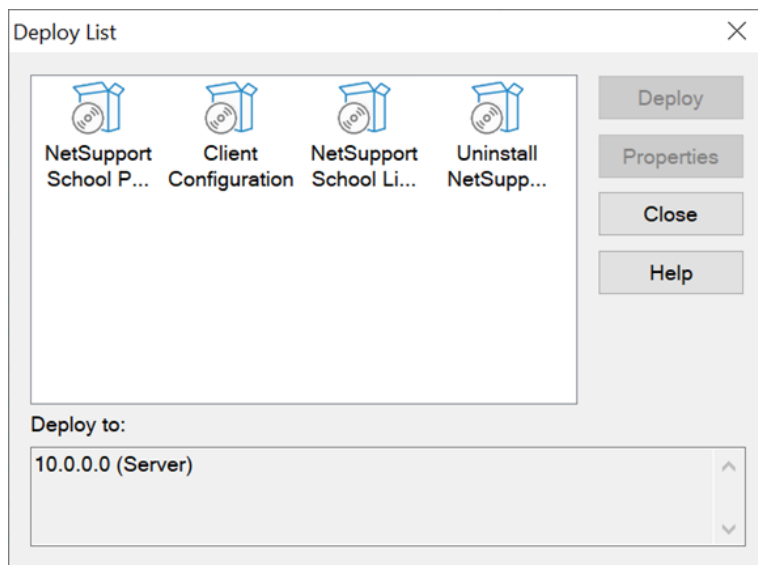 Deploy List
NetSupport
School P...
Client
Configuration
NetSupport
School Li...
Uninstall
NetSupp...
Deploy
Properties
Close
Help
Deploy to:
10.0.0.0 (Server)